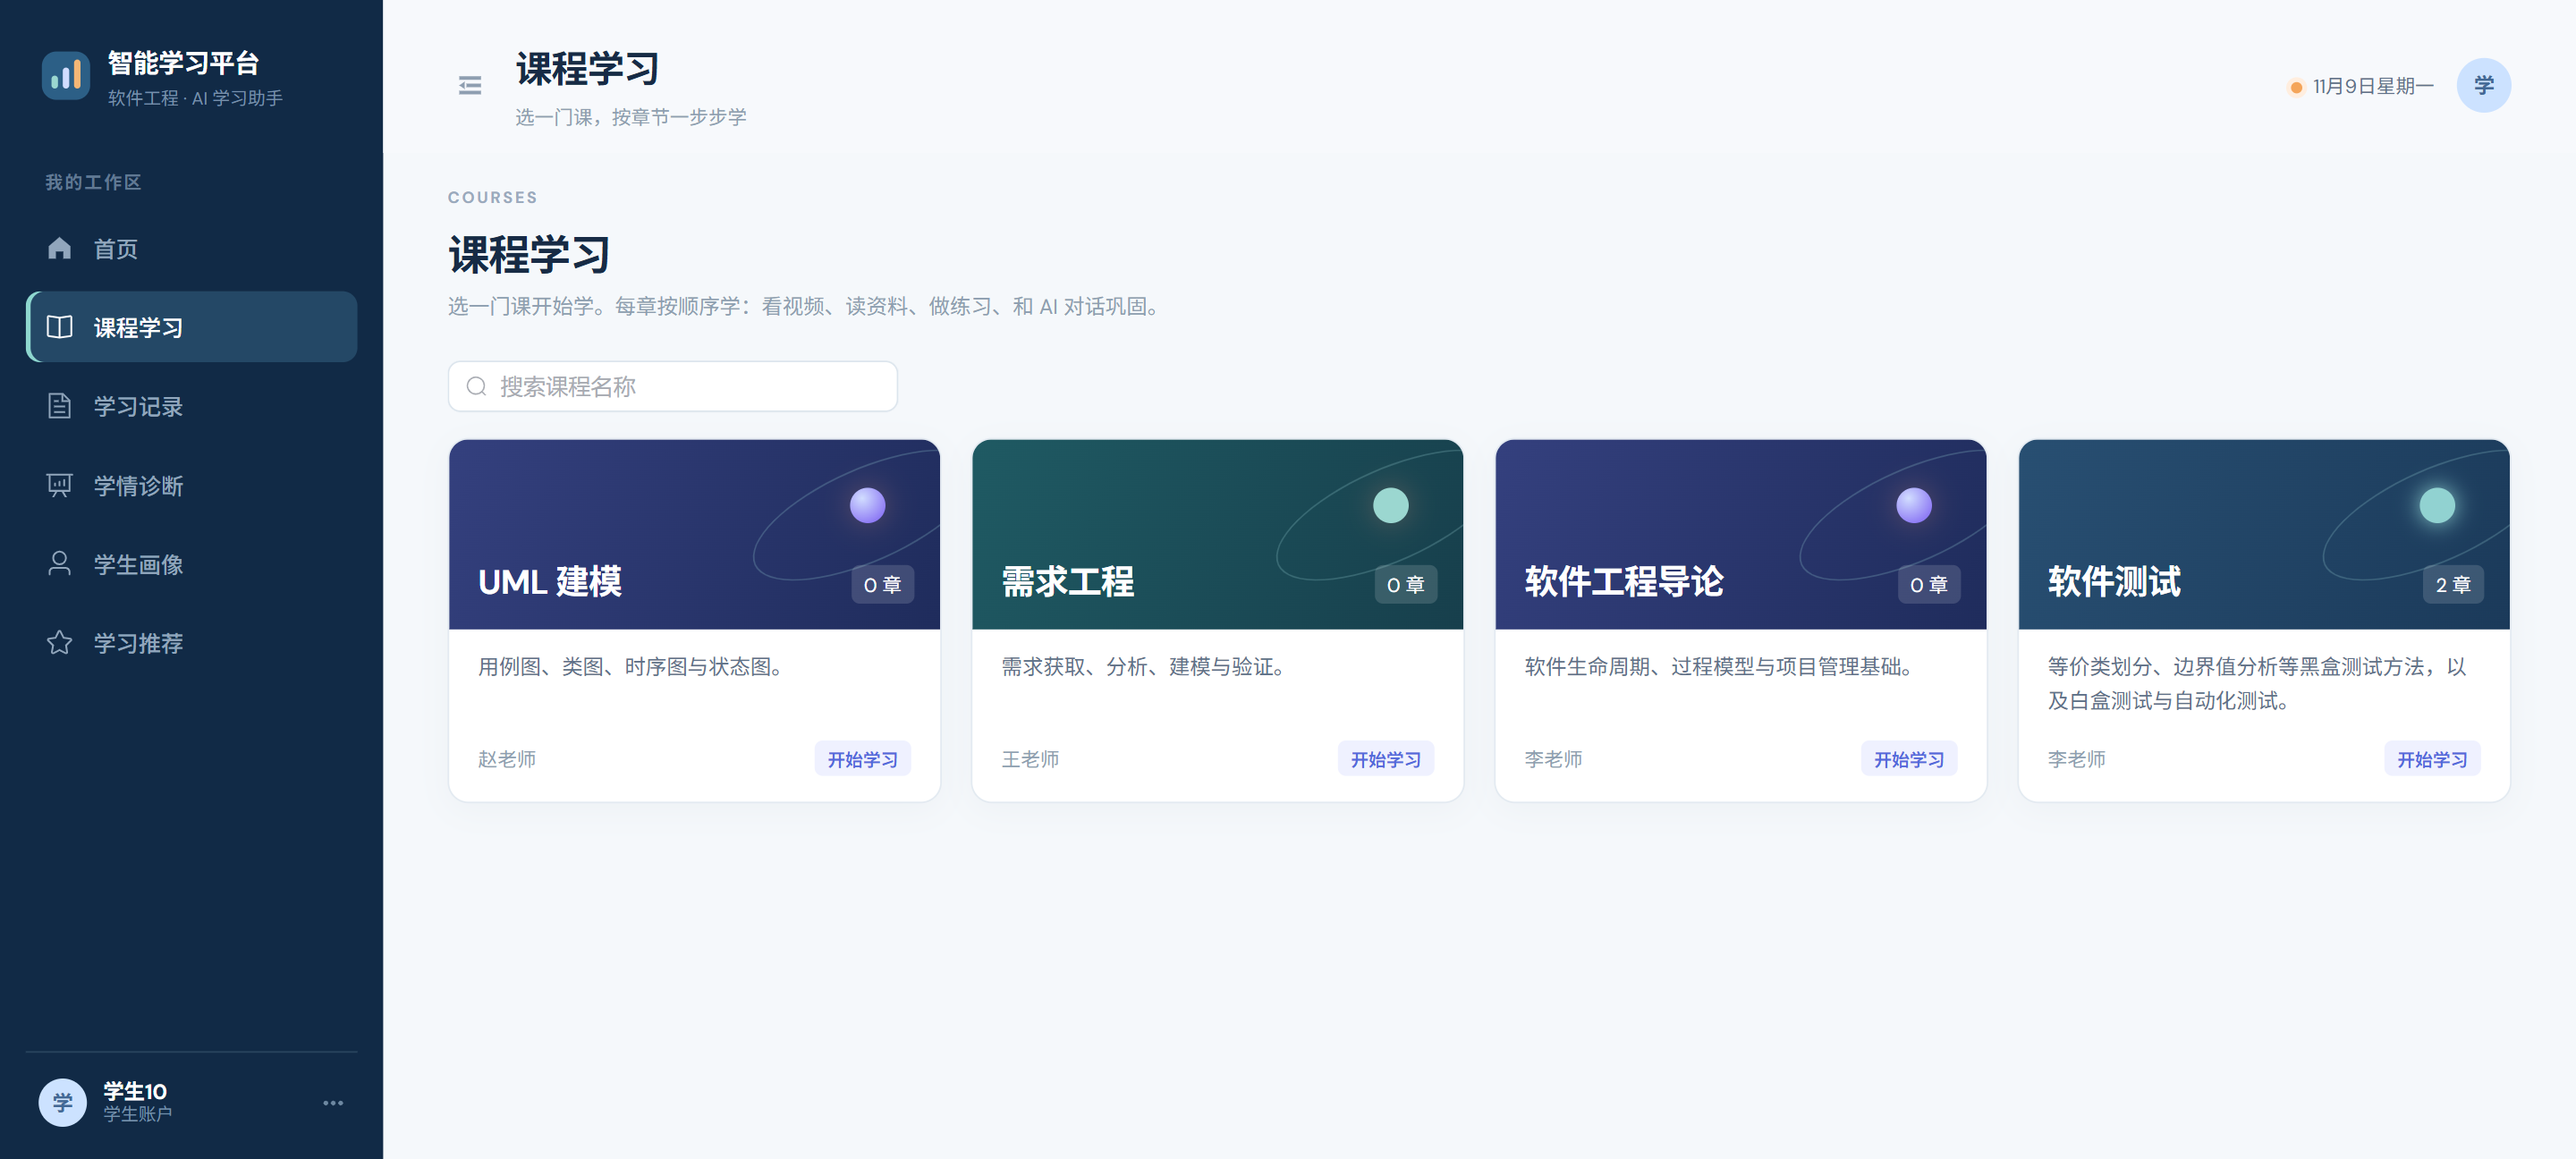 智能学习平台
软件工程 · AI 学习助手
我的工作区
首页
课程学习
学习记录
学情诊断
学生画像
学习推荐
学
学生10
学生账户
课程学习
选一门课，按章节一步步学
11月9日星期一
学
COURSES
课程学习
选一门课开始学。每章按顺序学：看视频、读资料、做练习、和 AI 对话巩固。
搜索课程名称
UML 建模
0 章
用例图、类图、时序图与状态图。
赵老师
开始学习
需求工程
0 章
需求获取、分析、建模与验证。
王老师
开始学习
软件工程导论
0 章
软件生命周期、过程模型与项目管理基础。
李老师
开始学习
软件测试
2 章
等价类划分、边界值分析等黑盒测试方法，以
及白盒测试与自动化测试。
李老师
开始学习